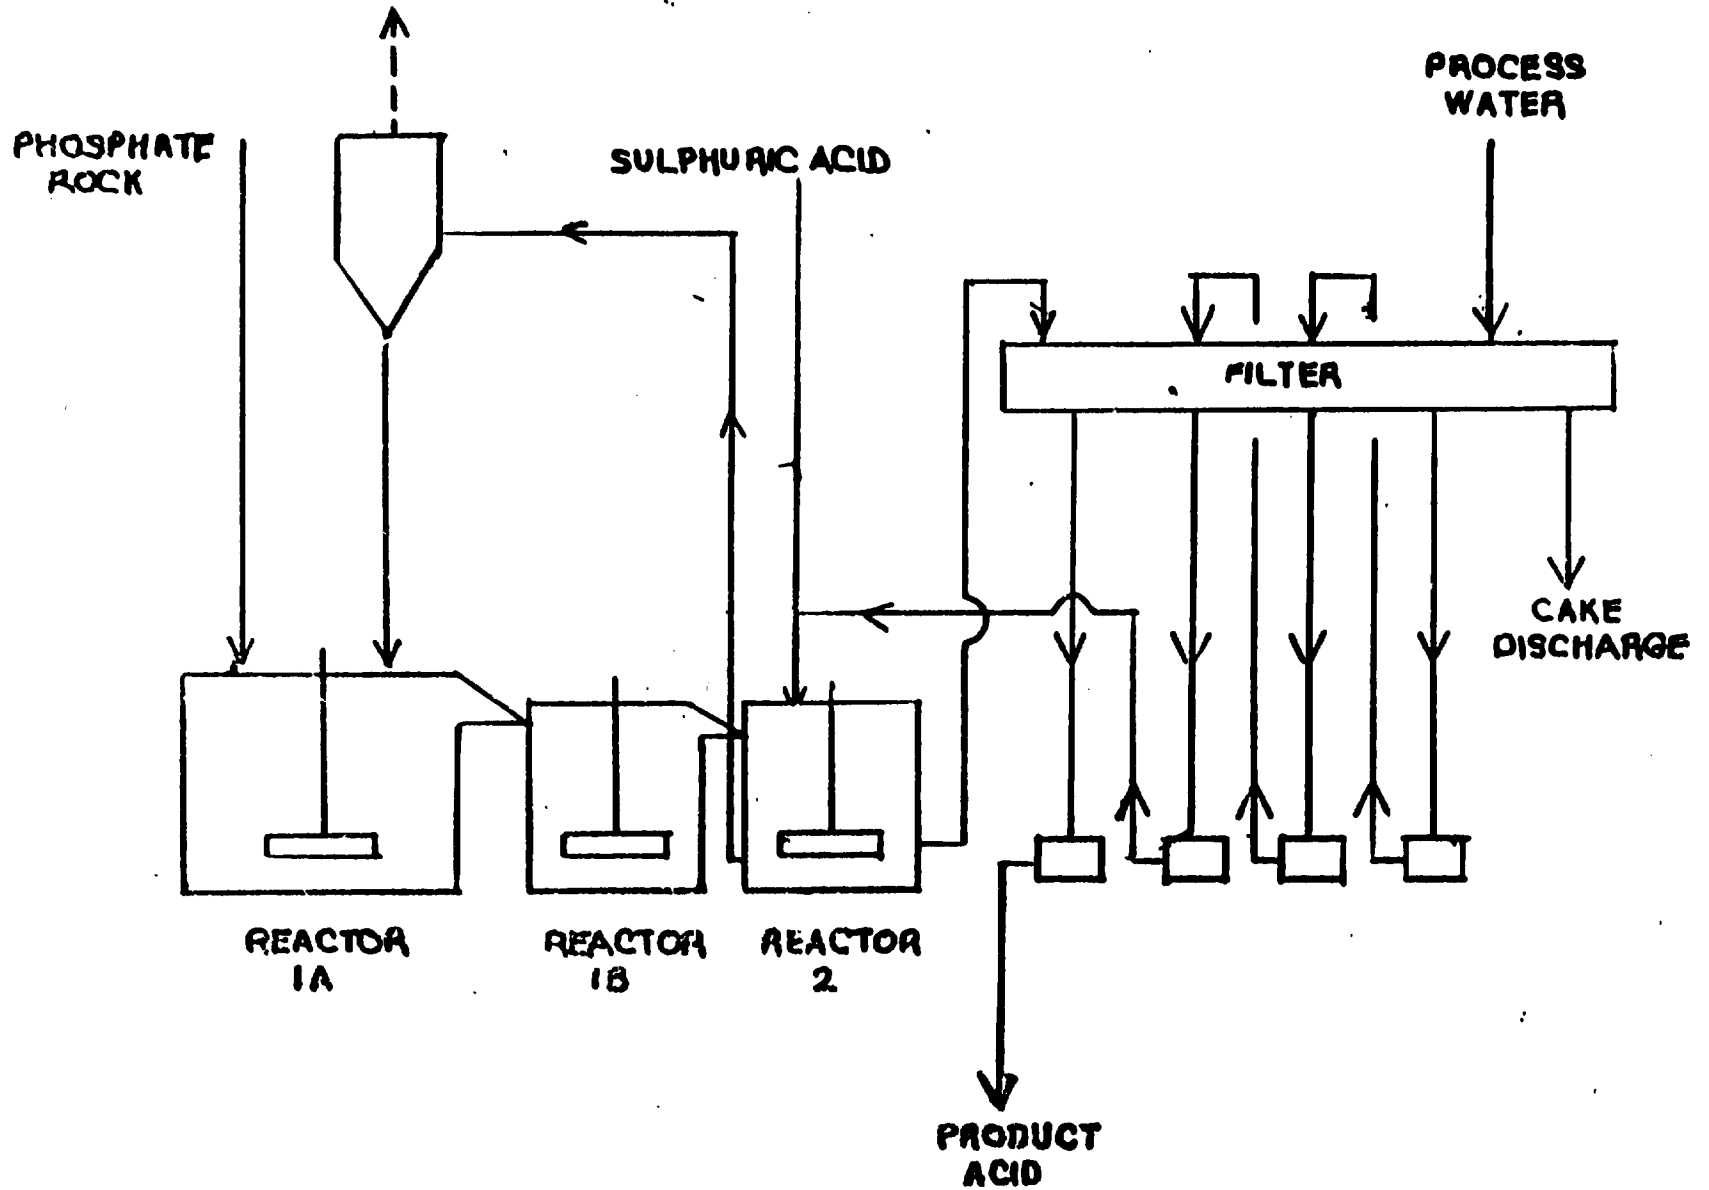 PROCESS
WATER
PHOSPHATE
ROCK
SULPHURIC ACID
FILTER
CAKE
DISCHARGE
REACTOR
1A
REACTOR
1B
REACTOR
2
PRODUCT
ACID